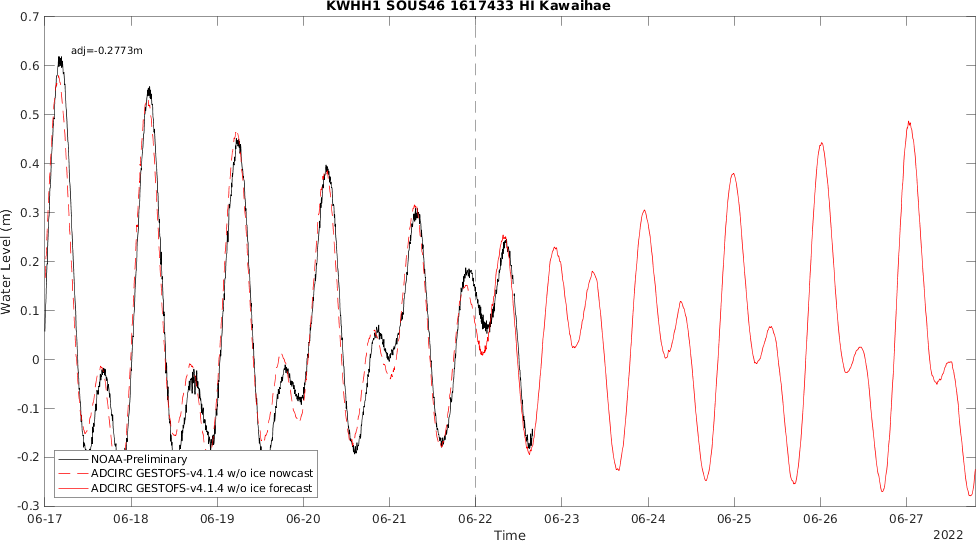 KWHH1 SOUS46 1617433 HI Kawaihae
adj=-0.2773m
Water Level (m)
0.7
0.6
0.5
0.4
0.3
0.2
0.1
0
-0.1
-0.2
-0.3
NOAA-Preliminary
ADCIRC GESTOFS-v4.1.4 w/o ice nowcast
ADCIRC GESTOFS-v4.1.4 w/o ice forecast
06-17 06-18 06-19 06-20 06-21 06-22 06-23 06-24 06-25 06-26 06-27
Time
2022